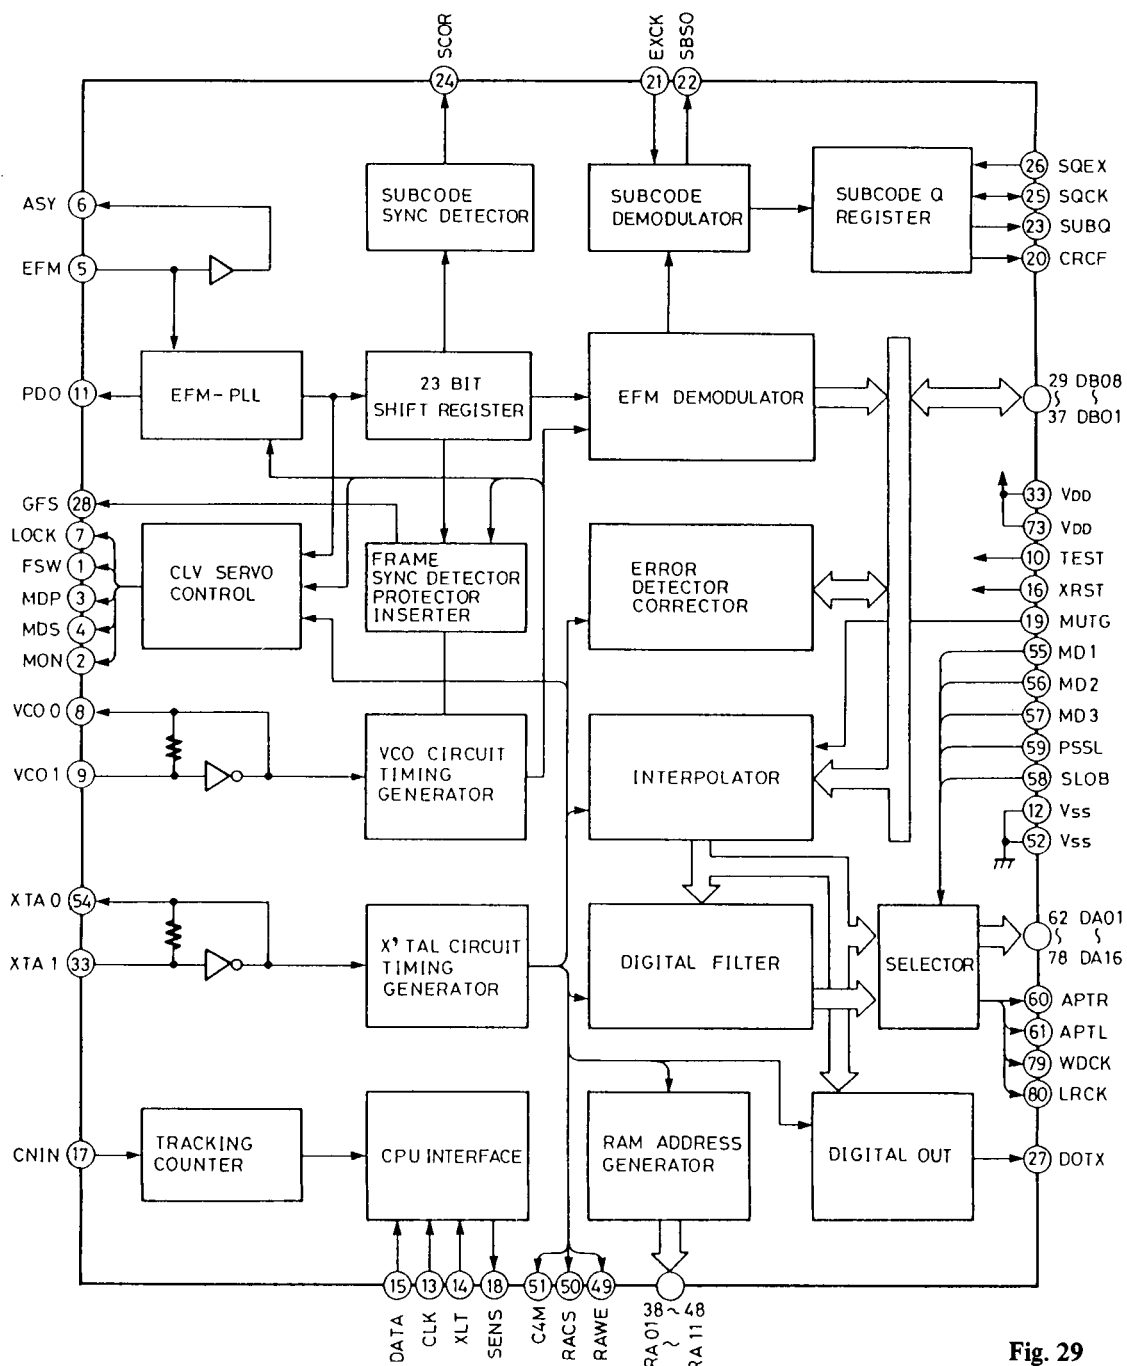 SCOR
EXCK
SBSO
24
21
22
SUBCODE
SYNC DETECTOR
SUBCODE
DEMODULATOR
SUBCODE Q
REGISTER
26 SQEX
25 SQCK
23 SUBQ
20 CRCF
ASY 6
EFM 5
PDO 11
EFM-PLL
23 BIT
SHIFT REGISTER
EFM DEMODULATOR
29 DB08
~ ~
37 DB01
GFS 28
LOCK 7
FSW 1
MDP 3
MDS 4
MON 2
CLV SERVO
CONTROL
FRAME
SYNC DETECTOR
PROTECTOR
INSERTER
ERROR
DETECTOR
CORRECTOR
33 VDD
73 VDD
10 TEST
16 XRST
19 MUTG
55 MD1
56 MD2
57 MD3
59 PSSL
58 SLOB
12 Vss
52 Vss
VCO 0 8
VCO 1 9
VCO CIRCUIT
TIMING
GENERATOR
INTERPOLATOR
XTA 0 54
XTA 1 33
X'TAL CIRCUIT
TIMING
GENERATOR
DIGITAL FILTER
SELECTOR
62 DA01
~ ~
78 DA16
60 APTR
61 APTL
79 WDCK
80 LRCK
CNIN 17
TRACKING
COUNTER
CPU INTERFACE
RAM ADDRESS
GENERATOR
DIGITAL OUT
27 DOTX
15
13
14
18
51
50
49
DATA
CLK
XLT
SENS
C4M
RACS
RAWE
38 ~ 48
RA01 ~ RA11
Fig. 29